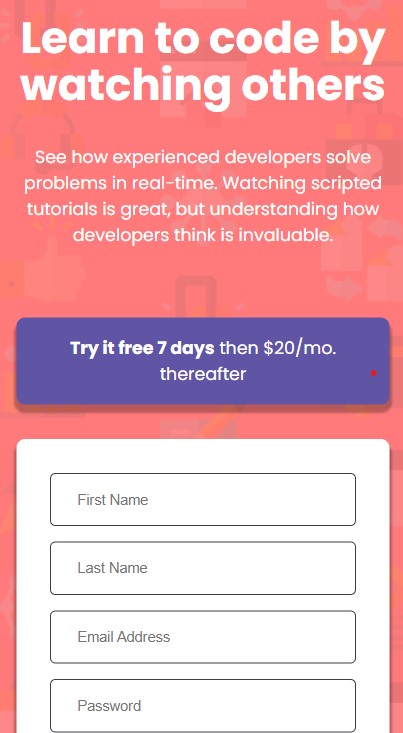 Learn to code by
watching others
See how experienced developers solve
problems in real-time. Watching scripted
tutorials is great, but understanding how
developers think is invaluable.
Try it free 7 days then $20/mo.
thereafter
First Name
Last Name
Email Address
Password